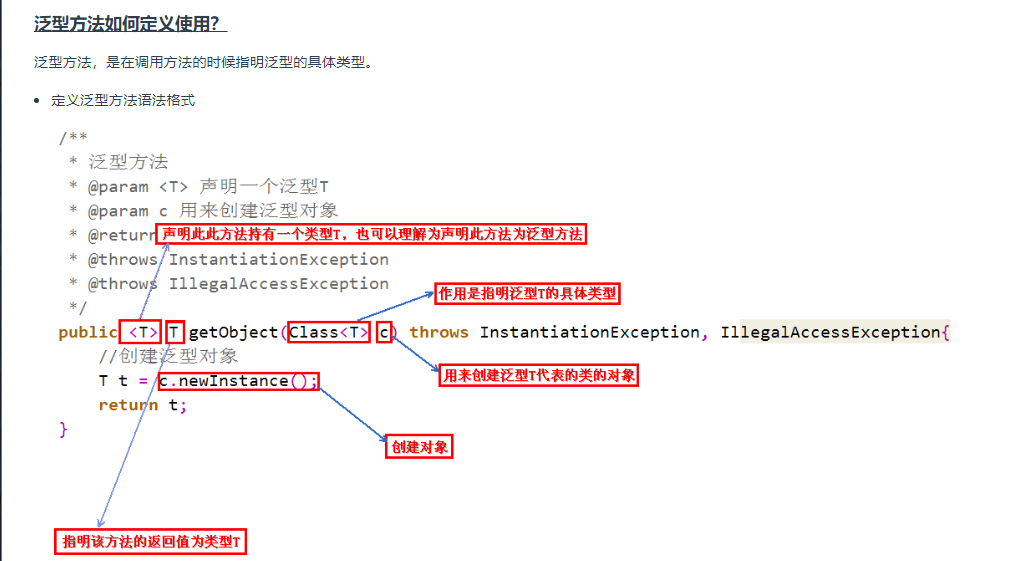 泛型方法如何定义使用？
泛型方法，是在调用方法的时候指明泛型的具体类型。
• 定义泛型方法语法格式
/**
* 泛型方法
* @param <T> 声明一个泛型T
* @param c 用来创建泛型对象
* @return 声明此此方法持有一个类型T，也可以理解为声明此方法为泛型方法
* @throws InstantiationException
* @throws IllegalAccessException
作用是指明泛型T的具体类型
*/
public <T> T getObject(Class<T> c) throws InstantiationException, IllegalAccessException{
//创建泛型对象
用来创建泛型T代表的类的对象
T t = c.newInstance();
return t;
}
创建对象
指明该方法的返回值为类型T